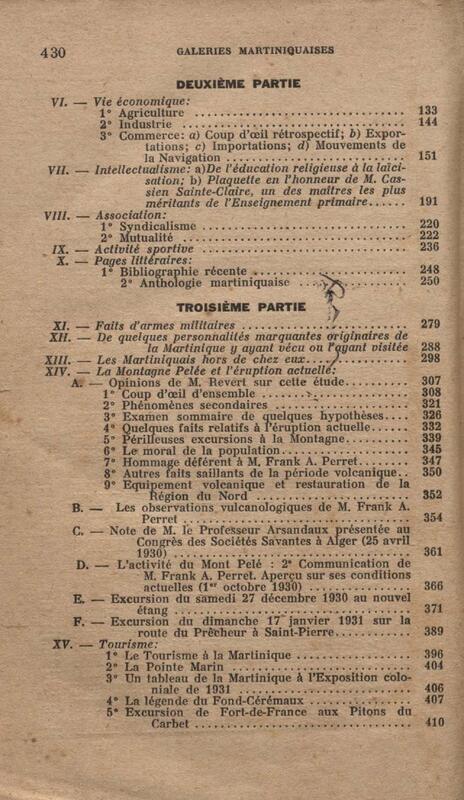 430 GALERIES MARTINIQUAISES
DEUXIÈME PARTIE
VI. — Vie économique:
1° Agriculture .......... 133
2° Industrie .......... 144
3° Commerce: a) Coup d'œil rétrospectif; b) Expor-
tations; c) Importations; d) Mouvements de
la Navigation .......... 151
VII. — Intellectualisme: a)De l'éducation religieuse à la laïci-
sation; b) Plaquette en l'honneur de M. Cas-
sien Sainte-Claire, un des maîtres les plus
méritants de l'Enseignement primaire...... 191
VIII. — Association:
1° Syndicalisme .......... 220
2° Mutualité .......... 222
IX. — Activité sportive .......... 236
X. — Pages littéraires:
1° Bibliographie récente .......... 248
2° Anthologie martiniquaise .......... 250
TROISIÈME PARTIE
XI. — Faits d'armes militaires .......... 279
XII. — De quelques personnalités marquantes originaires de
la Martinique y ayant vécu ou l'ayant visitée 288
XIII. — Les Martiniquais hors de chez eux.......... 298
XIV. — La Montagne Pelée et l'éruption actuelle:
A. — Opinions de M. Revert sur cette étude........ 307
1° Coup d'œil d'ensemble .......... 308
2° Phénomènes secondaires .......... 321
3° Examen sommaire de quelques hypothèses.... 326
4° Quelques faits relatifs à l'éruption actuelle.... 332
5° Périlleuses excursions à la Montagne........ 339
6° Le moral de la population.......... 345
7° Hommage déférent à M. Frank A. Perret........ 347
8° Autres faits saillants de la période volcanique.. 350
9° Equipement volcanique et restauration de la
Région du Nord .......... 352
B. — Les observations vulcanologiques de M. Frank A.
Perret .......... 354
C. — Note de M. le Professeur Arsandaux présentée au
Congrès des Sociétés Savantes à Alger (25 avril
1930) .......... 361
D. — L'activité du Mont Pelé : 2° Communication de
M. Frank A. Perret. Aperçu sur ses conditions
actuelles (1er octobre 1930) .......... 366
E. — Excursion du samedi 27 décembre 1930 au nouvel
étang .......... 371
F. — Excursion du dimanche 17 janvier 1931 sur la
route du Prêcheur à Saint-Pierre.......... 389
XV. — Tourisme:
1° Le Tourisme à la Martinique .......... 396
2° La Pointe Marin .......... 404
3° Un tableau de la Martinique à l'Exposition colo-
niale de 1931 .......... 406
4° La légende du Fond-Cérémaux .......... 407
5° Excursion de Fort-de-France aux Pitons du
Carbet .......... 410